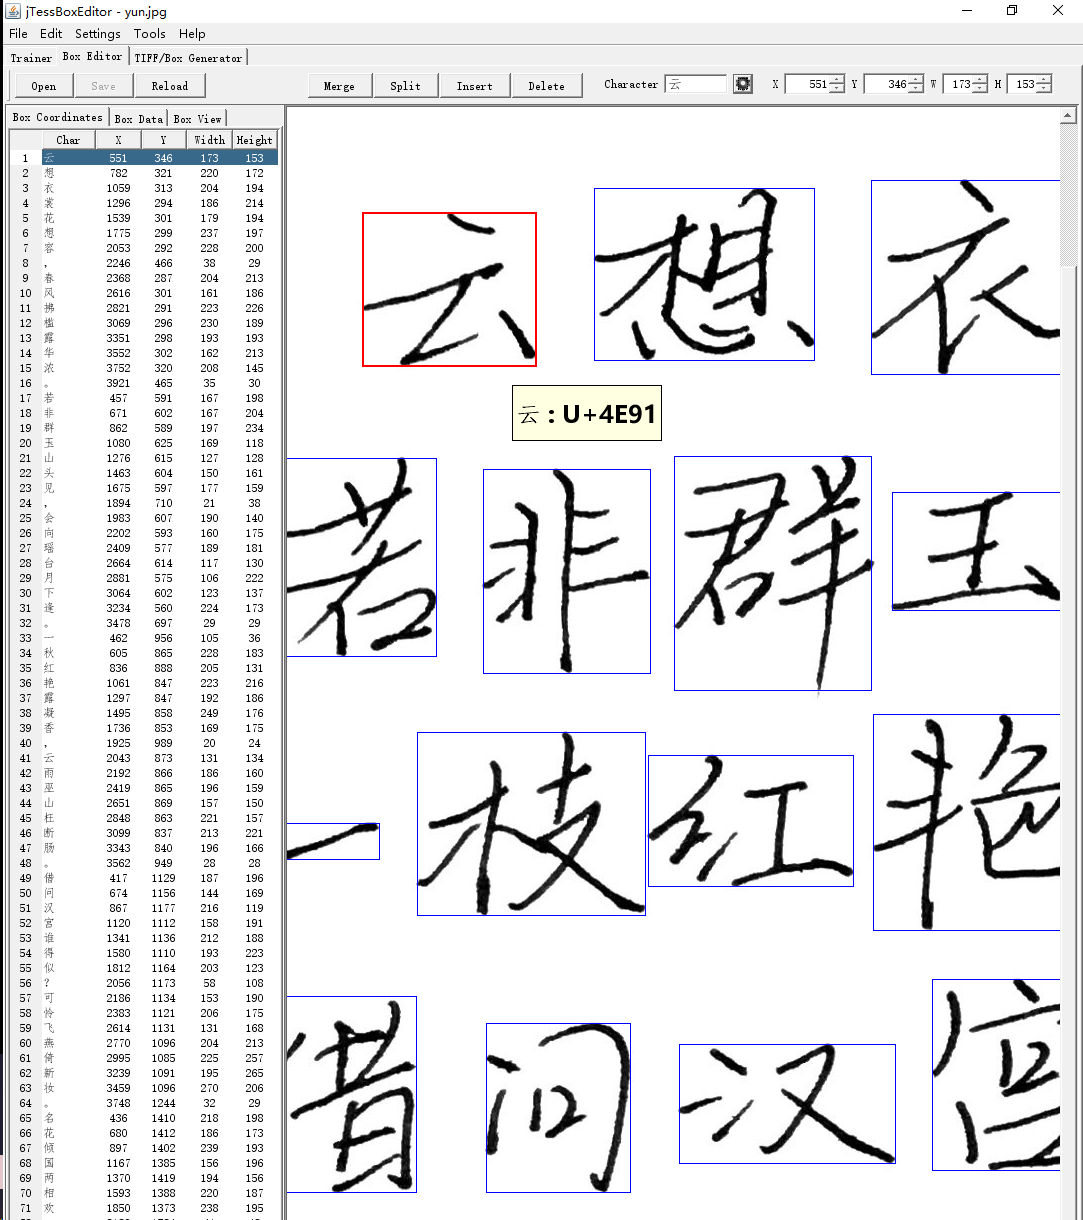 jTessBoxEditor - yun.jpg
File Edit Settings Tools Help
Trainer Box Editor TIFF/Box Generator
Open Save Reload Merge Split Insert Delete Character 云 X 551 Y 346 W 173 H 153
Box Coordinates Box Data Box View
Char X Y Width Height
1 云 551 346 173 153
2 想 782 321 220 172
3 衣 1059 313 204 194
4 裳 1296 294 186 214
5 花 1539 301 179 194
6 想 1775 299 237 197
7 容 2053 292 228 200
8 , 2246 466 38 29
9 春 2368 287 204 213
10 风 2616 301 161 186
11 拂 2821 291 223 226
12 槛 3069 296 230 189
13 露 3351 298 193 193
14 华 3552 302 162 213
15 浓 3752 320 208 145
16 。 3921 465 35 30
17 若 457 591 167 198
18 非 671 602 167 204
19 群 862 589 197 234
20 玉 1080 625 169 118
21 山 1276 615 127 128
22 头 1463 604 150 161
23 见 1675 597 177 159
24 , 1894 710 21 38
25 会 1983 607 190 140
26 向 2202 593 160 175
27 瑶 2409 577 189 181
28 台 2664 614 117 130
29 月 2881 575 106 222
30 下 3064 602 123 137
31 逢 3234 560 224 173
32 。 3478 697 29 29
33 一 462 956 105 36
34 秋 605 865 228 183
35 红 836 888 205 131
36 艳 1061 847 223 216
37 露 1297 847 192 186
38 凝 1495 858 249 176
39 香 1736 853 169 175
40 , 1925 989 20 24
41 云 2043 873 131 134
42 雨 2192 866 186 160
43 巫 2419 865 196 159
44 山 2651 869 157 150
45 枉 2848 863 221 157
46 断 3099 837 213 221
47 肠 3343 840 196 166
48 。 3562 949 28 28
49 借 417 1129 187 196
50 问 674 1156 144 169
51 汉 867 1177 216 119
52 宫 1120 1112 158 191
53 谁 1341 1136 212 188
54 得 1580 1110 193 223
55 似 1812 1164 203 123
56 ? 2056 1173 58 108
57 可 2186 1134 153 190
58 怜 2383 1121 206 175
59 飞 2614 1131 131 168
60 燕 2770 1096 204 213
61 倚 2995 1085 225 257
62 新 3239 1091 195 265
63 妆 3459 1096 270 206
64 。 3748 1244 32 29
65 名 436 1410 218 198
66 花 680 1412 186 173
67 倾 897 1402 239 193
68 国 1167 1385 156 196
69 两 1370 1419 194 156
70 相 1593 1388 220 187
71 欢 1850 1373 238 195
云想衣
云 : U+4E91
若非群玉
一枝红艳
借问汉宫